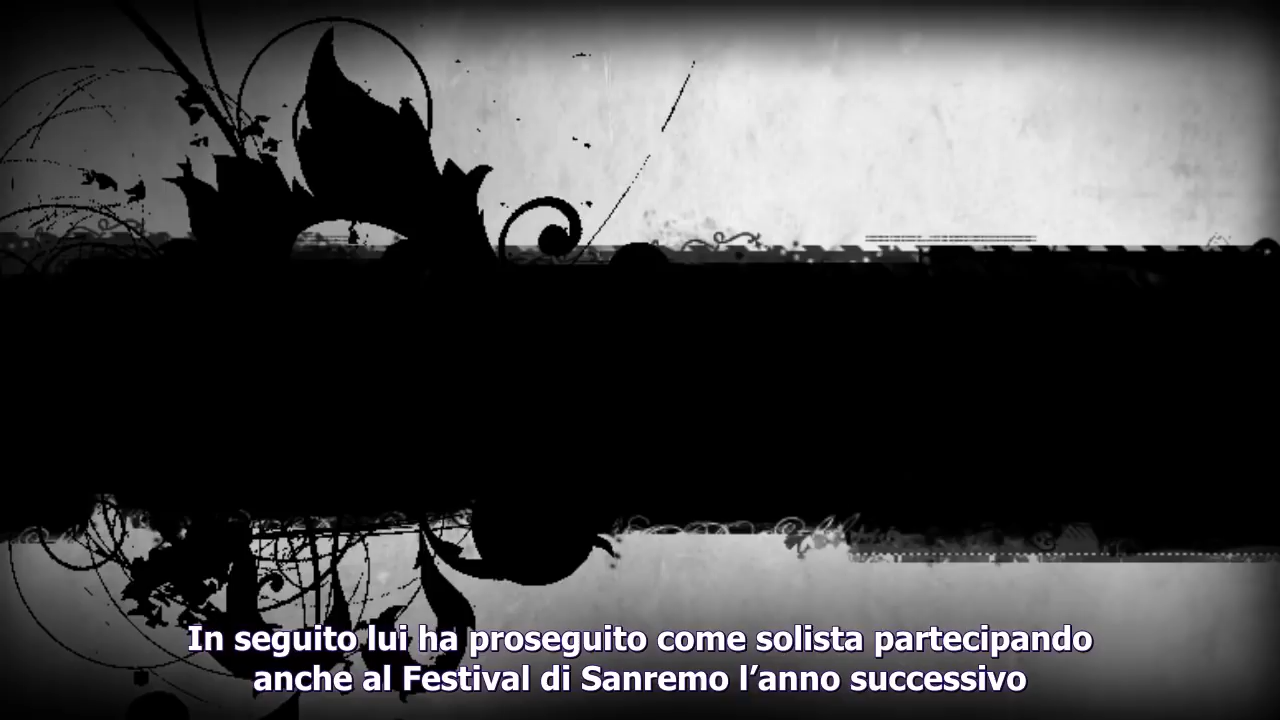 In seguito lui ha proseguito come solista partecipando
anche al Festival di Sanremo l’anno successivo